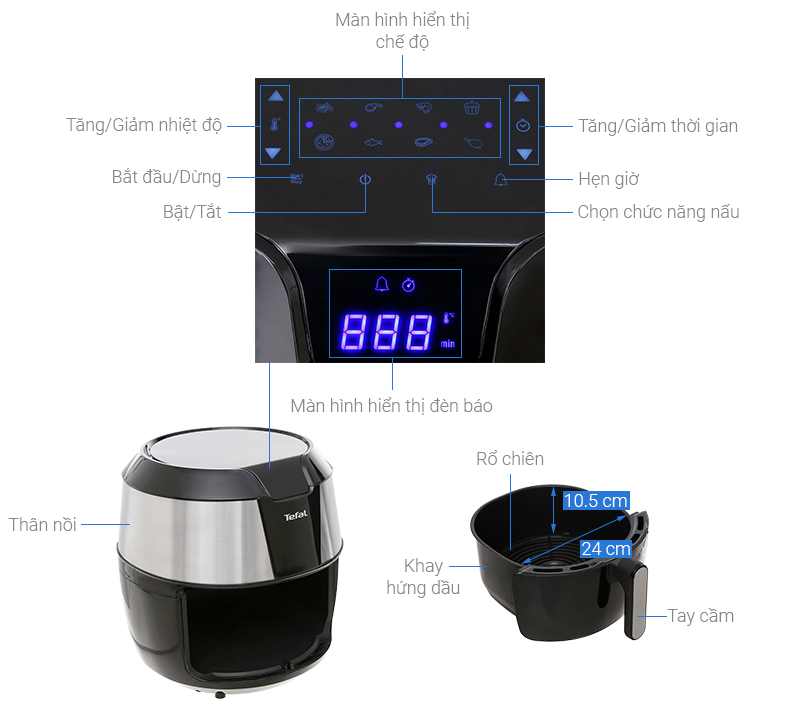 Màn hình hiển thị
chế độ
Tăng/Giảm nhiệt độ
Tăng/Giảm thời gian
Bắt đầu/Dừng
Hẹn giờ
Bật/Tắt
Chọn chức năng nấu
888
°C
min
Màn hình hiển thị đèn báo
Rổ chiên
10.5 cm
Thân nồi
Tefal
24 cm
Khay
hứng dầu
Tay cầm